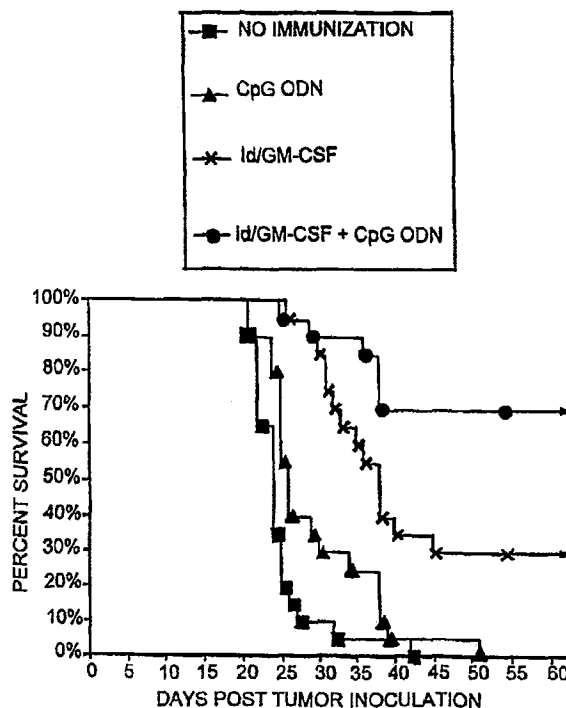 NO IMMUNIZATION
CpG ODN
Id/GM-CSF
Id/GM-CSF + CpG ODN
100%
90%
80%
70%
60%
50%
40%
30%
20%
10%
0%
PERCENT SURVIVAL
0 5 10 15 20 25 30 35 40 45 50 55 60
DAYS POST TUMOR INOCULATION